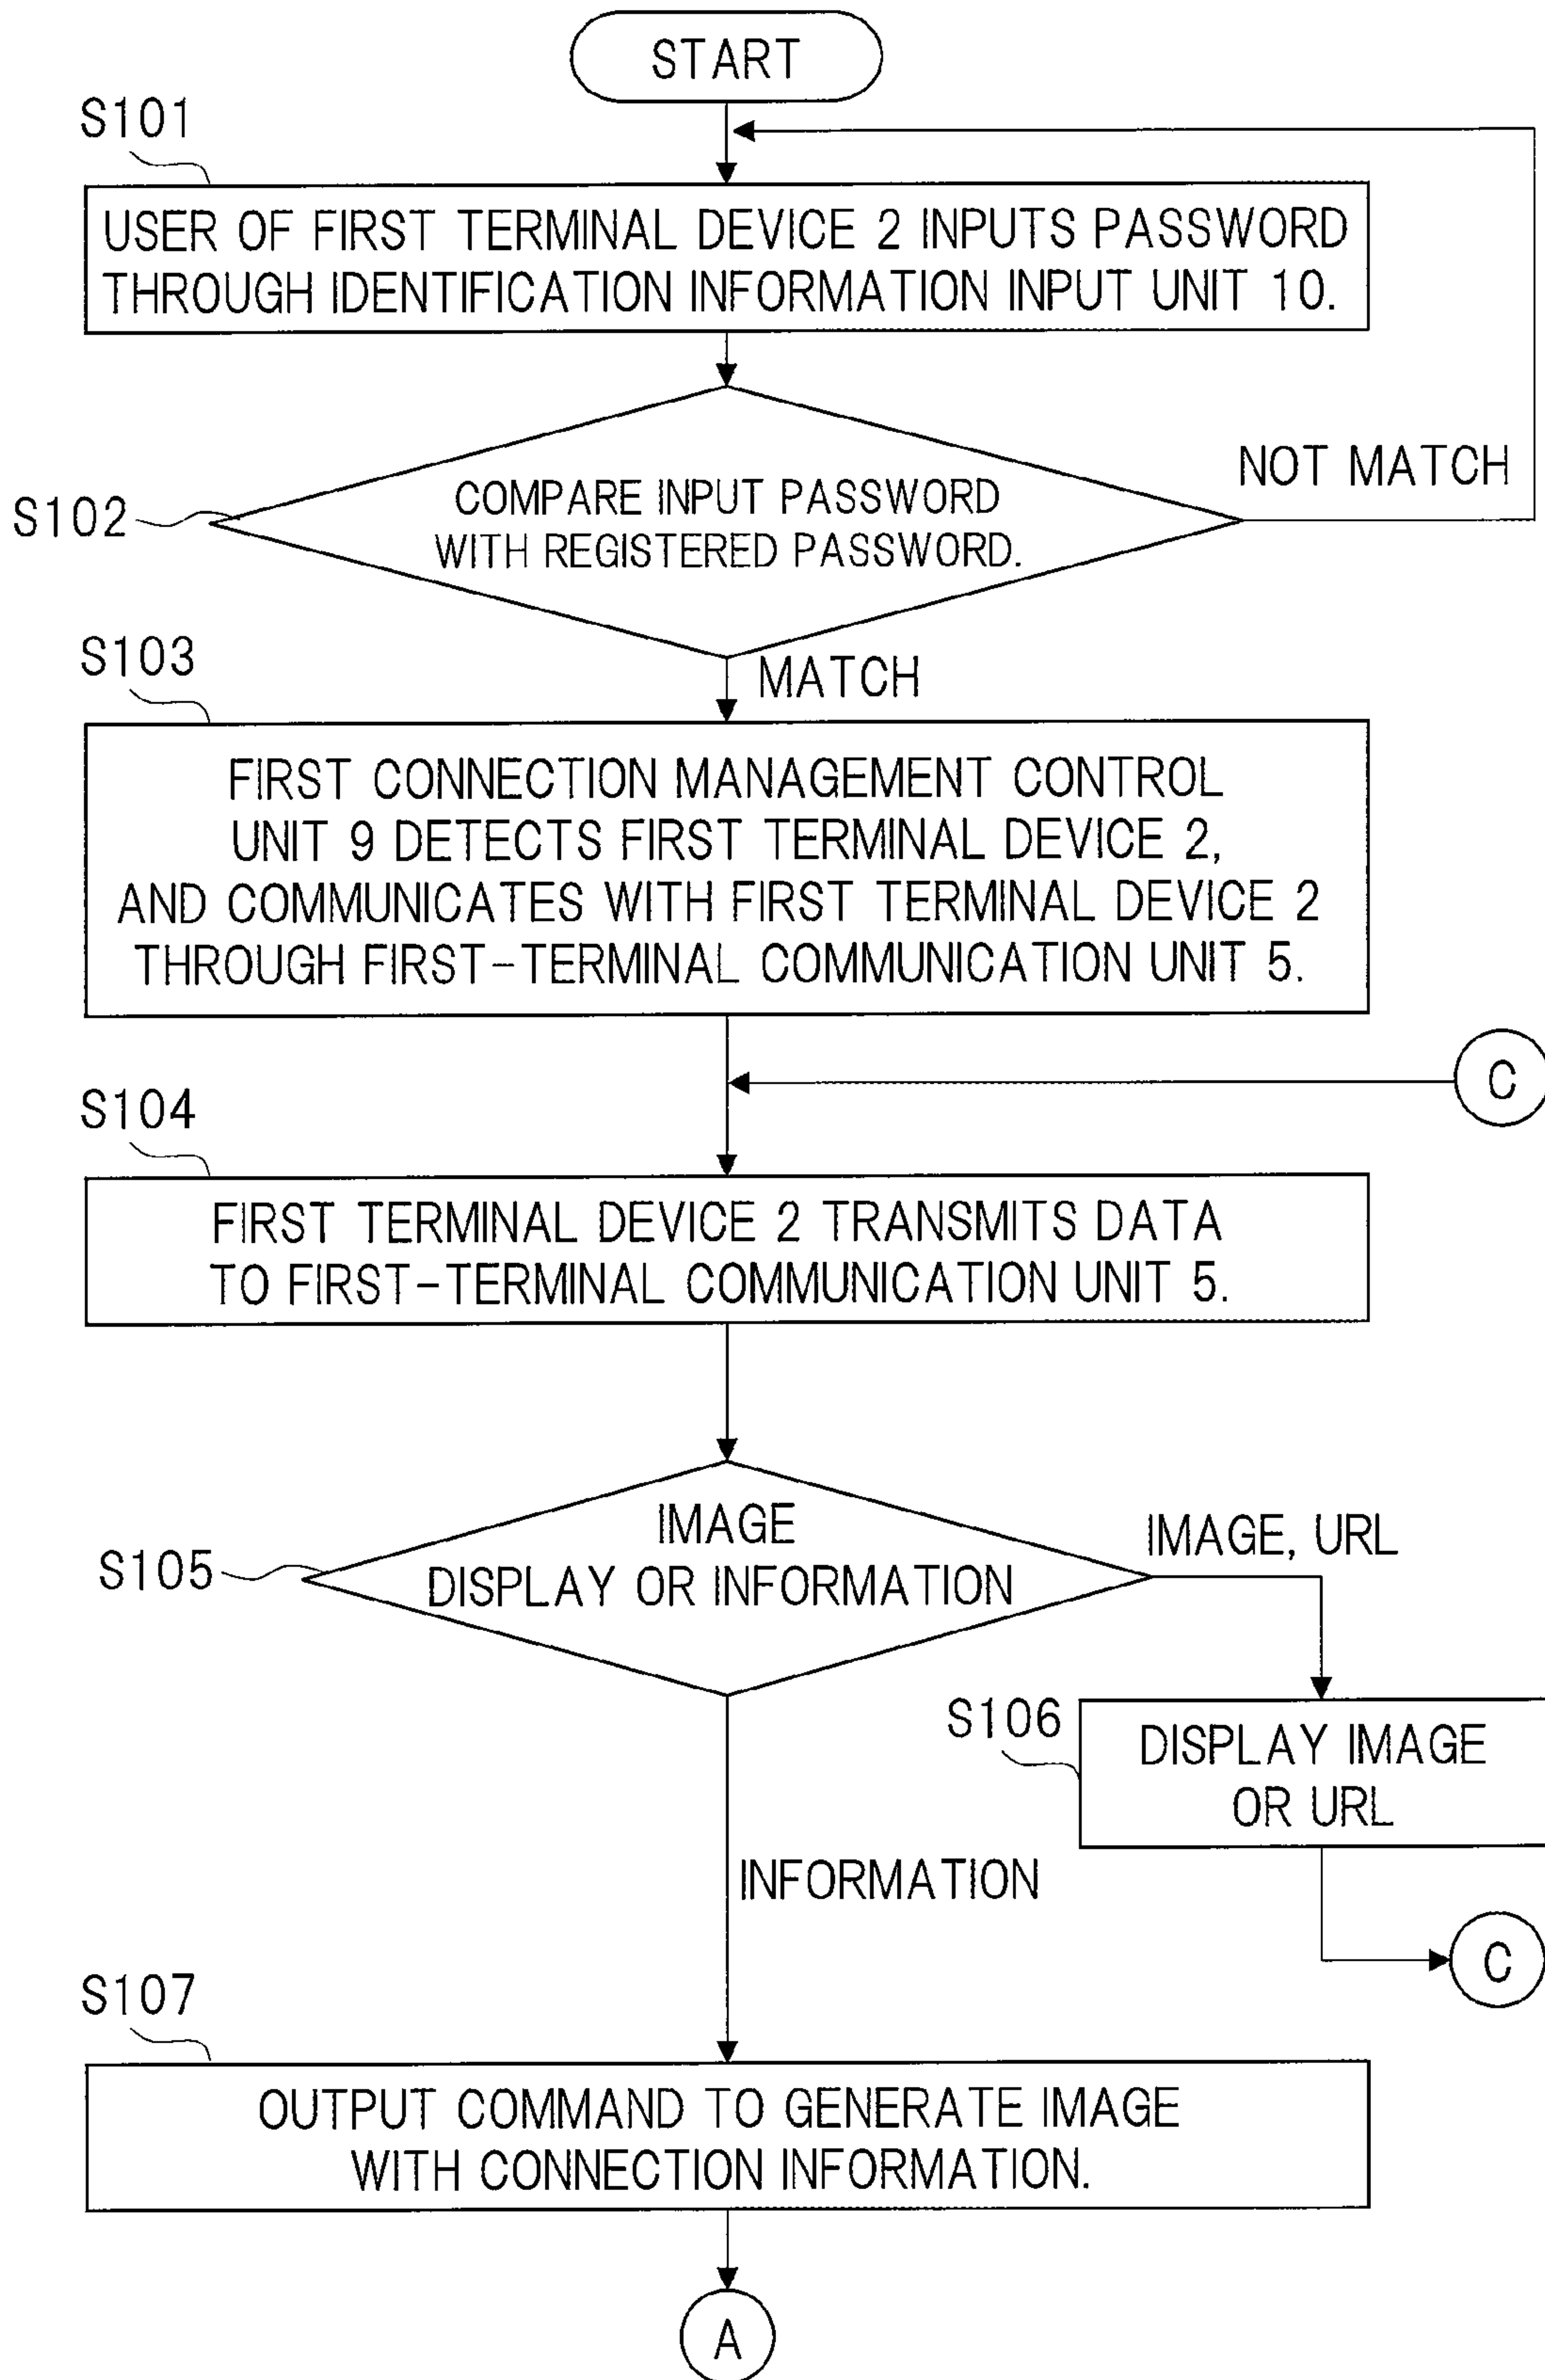 START
S101
USER OF FIRST TERMINAL DEVICE 2 INPUTS PASSWORD
THROUGH IDENTIFICATION INFORMATION INPUT UNIT 10.
S102
COMPARE INPUT PASSWORD
WITH REGISTERED PASSWORD.
NOT MATCH
MATCH
S103
FIRST CONNECTION MANAGEMENT CONTROL
UNIT 9 DETECTS FIRST TERMINAL DEVICE 2,
AND COMMUNICATES WITH FIRST TERMINAL DEVICE 2
THROUGH FIRST-TERMINAL COMMUNICATION UNIT 5.
C
S104
FIRST TERMINAL DEVICE 2 TRANSMITS DATA
TO FIRST-TERMINAL COMMUNICATION UNIT 5.
S105
IMAGE
DISPLAY OR INFORMATION
IMAGE, URL
S106
DISPLAY IMAGE
OR URL
INFORMATION
C
S107
OUTPUT COMMAND TO GENERATE IMAGE
WITH CONNECTION INFORMATION.
A